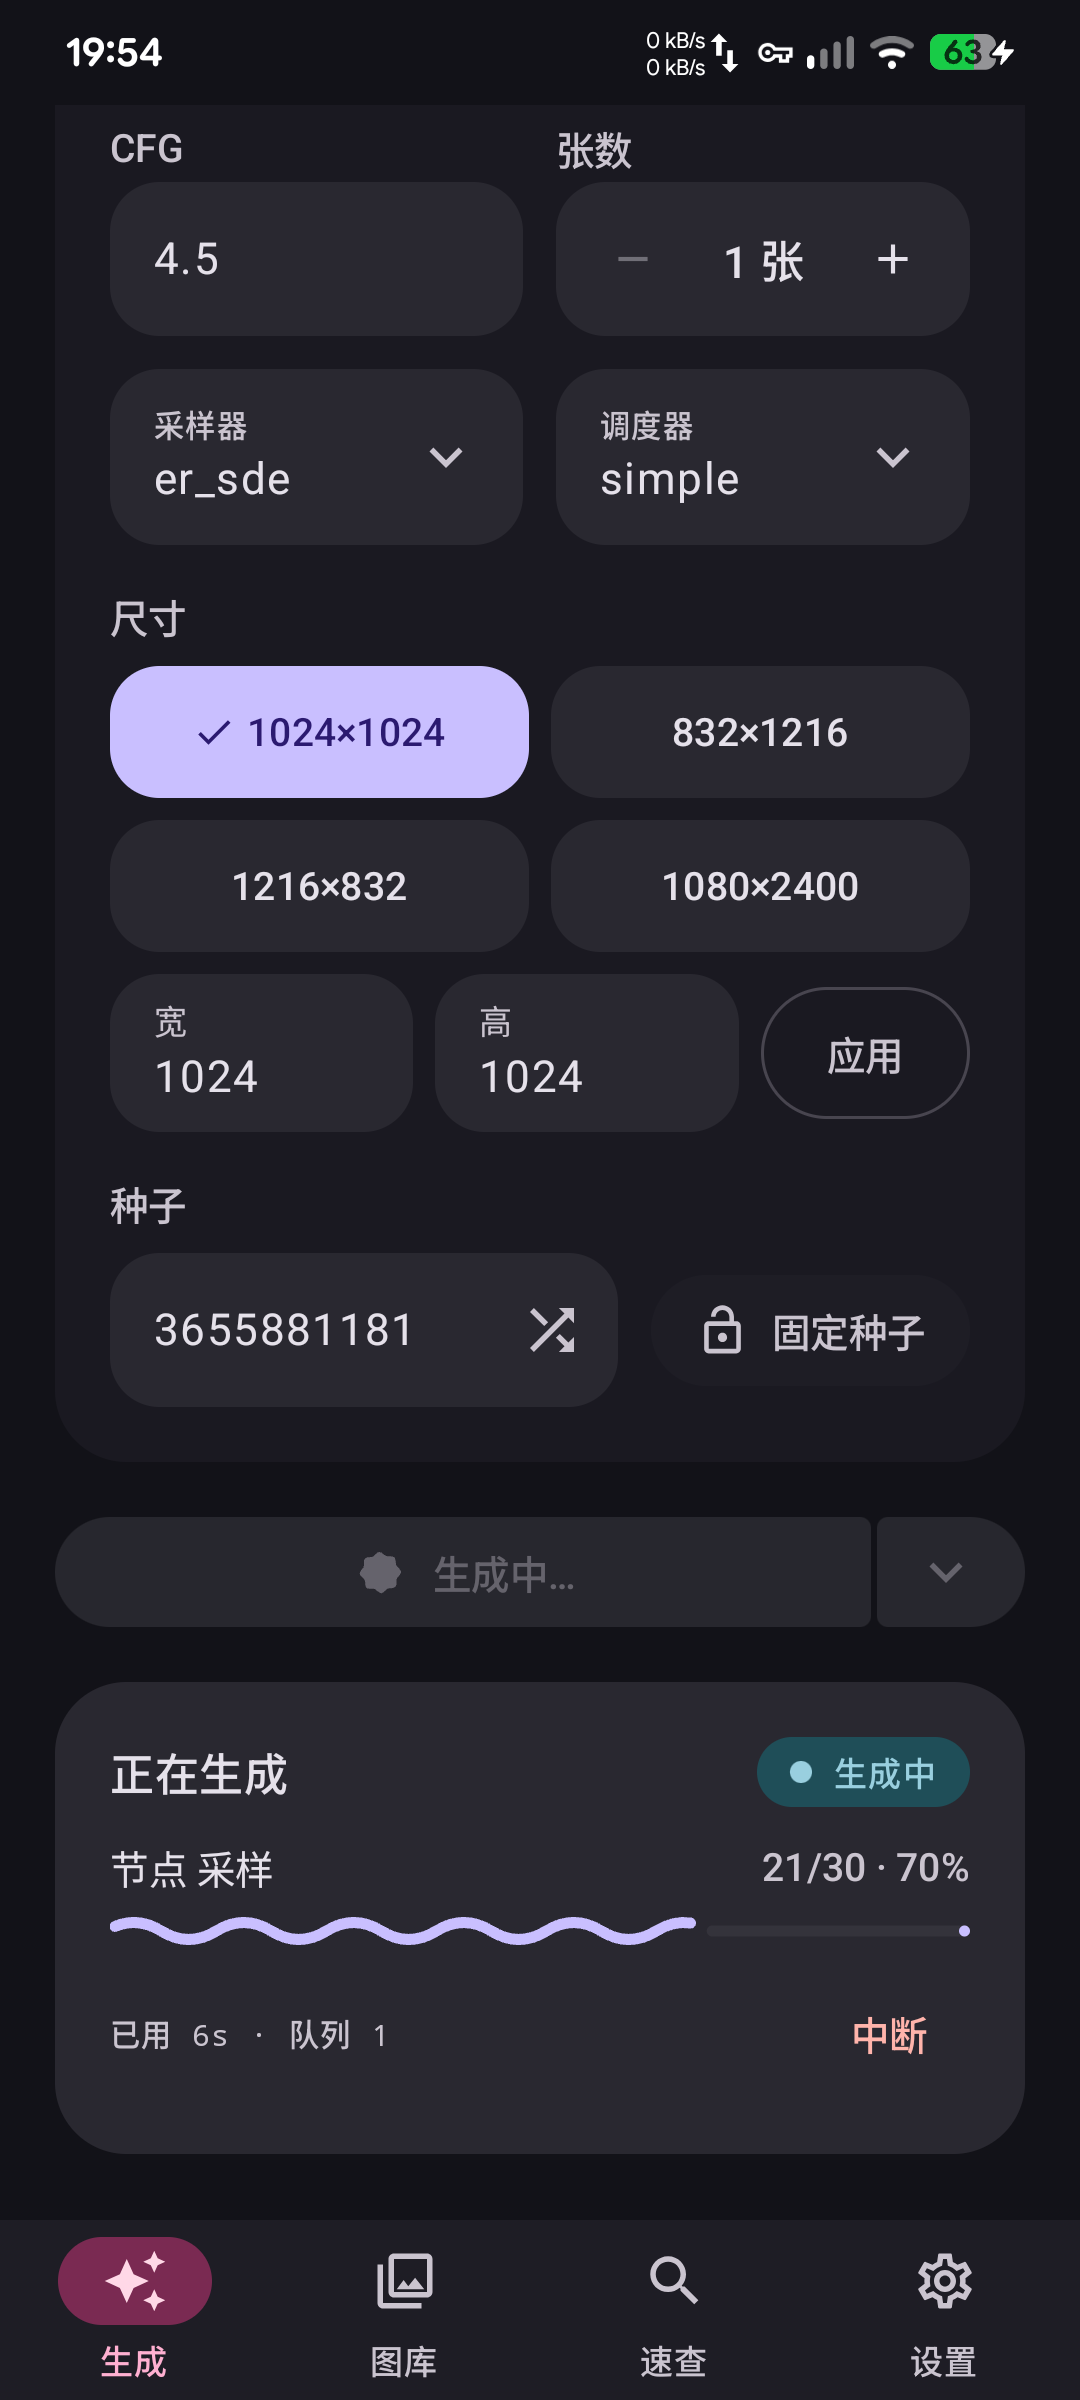 19:54
0 kB/s
0 kB/s
63
CFG
张数
4.5
1 张
采样器
er_sde
调度器
simple
尺寸
1024×1024
832×1216
1216×832
1080×2400
宽
1024
高
1024
应用
种子
3655881181
固定种子
生成中...
正在生成
生成中
节点 采样
21/30 · 70%
已用 6s · 队列 1
中断
生成
图库
速查
设置